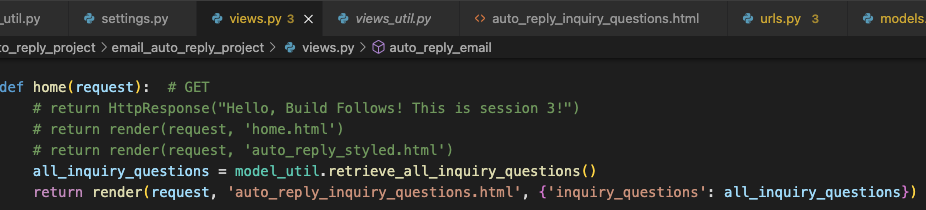 _util.py settings.py views.py 3 × views_util.py <> auto_reply_inquiry_questions.html urls.py 3 models.
to_reply_project > email_auto_reply_project > views.py > auto_reply_email
def home(request):  # GET
    # return HttpResponse("Hello, Build Follows! This is session 3!")
    # return render(request, 'home.html')
    # return render(request, 'auto_reply_styled.html')
    all_inquiry_questions = model_util.retrieve_all_inquiry_questions()
    return render(request, 'auto_reply_inquiry_questions.html', {'inquiry_questions': all_inquiry_questions})